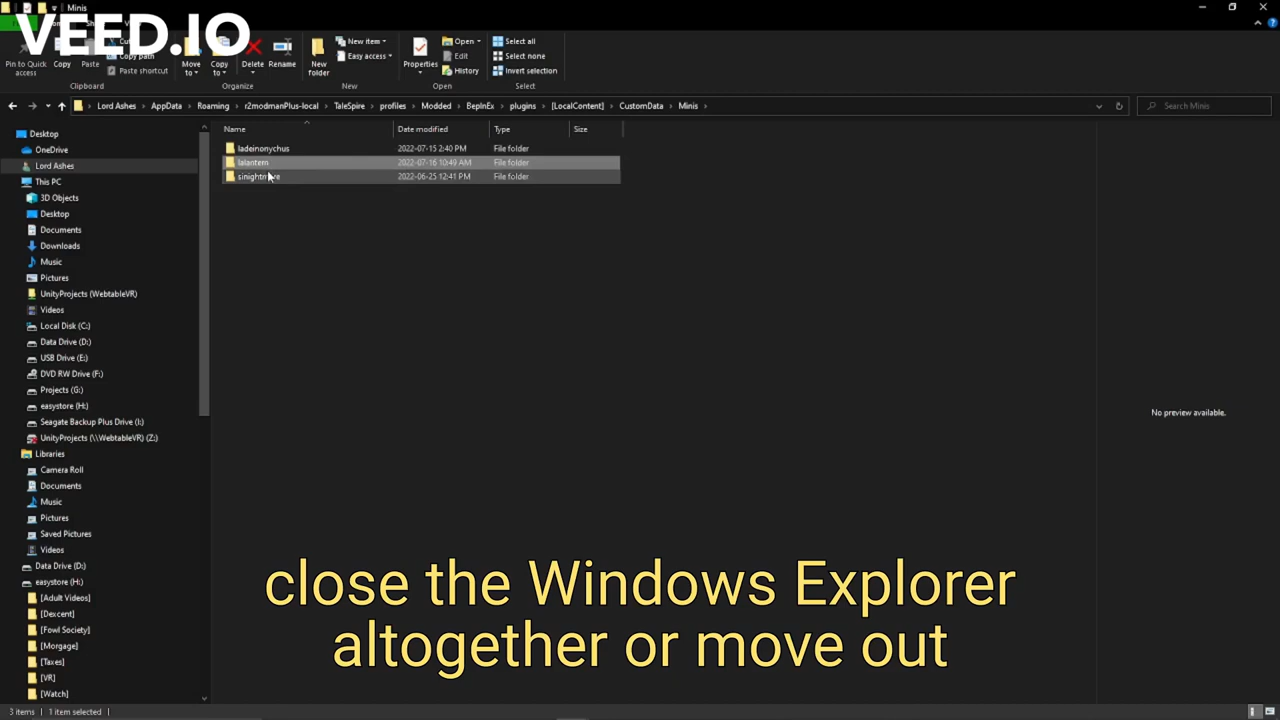 Minis
VEED.IO
Cut
Copy path
Paste shortcut
Pin to Quick access
Copy
Paste
Clipboard
Move to
Copy to
Delete
Rename
Organize
New folder
New item
Easy access
New
Properties
Open
Edit
History
Open
Select all
Select none
Invert selection
Select
Lord Ashes > AppData > Roaming > r2modmanPlus-local > TaleSpire > profiles > Modded > BepInEx > plugins > [LocalContent] > CustomData > Minis >
Search Minis
Desktop
OneDrive
Lord Ashes
This PC
3D Objects
Desktop
Documents
Downloads
Music
Pictures
UnityProjects (WebtableVR)
Videos
Local Disk (C:)
Data Drive (D:)
USB Drive (E:)
DVD RW Drive (F:)
Projects (G:)
easystore (H:)
Seagate Backup Plus Drive (I:)
UnityProjects (\\WebtableVR) (Z:)
Libraries
Camera Roll
Documents
Music
Pictures
Saved Pictures
Videos
Data Drive (D:)
easystore (H:)
[Adult Videos]
[Dexcent]
[Fowl Society]
[Morgage]
[Taxes]
[VR]
[Watch]
Name Date modified Type Size
ladeinonychus 2022-07-15 2:40 PM File folder
lalantern 2022-07-16 10:49 AM File folder
2022-06-25 12:41 PM File folder
No preview available.
close the Windows Explorer
altogether or move out
3 items 1 item selected